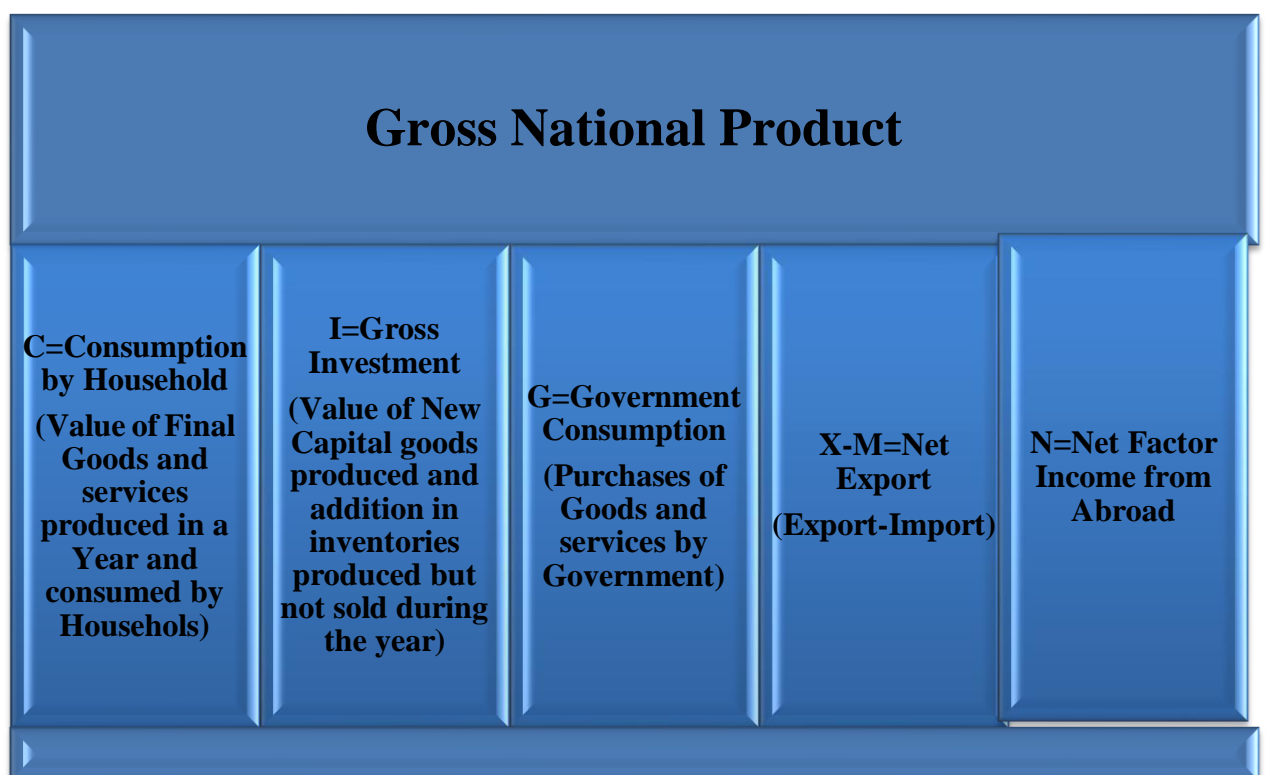 Gross National Product
C=Consumption
by Household
(Value of Final
Goods and
services
produced in a
Year and
consumed by
Househols)
I=Gross
Investment
(Value of New
Capital goods
produced and
addition in
inventories
produced but
not sold during
the year)
G=Government
Consumption
(Purchases of
Goods and
services by
Government)
X-M=Net
Export
(Export-Import)
N=Net Factor
Income from
Abroad